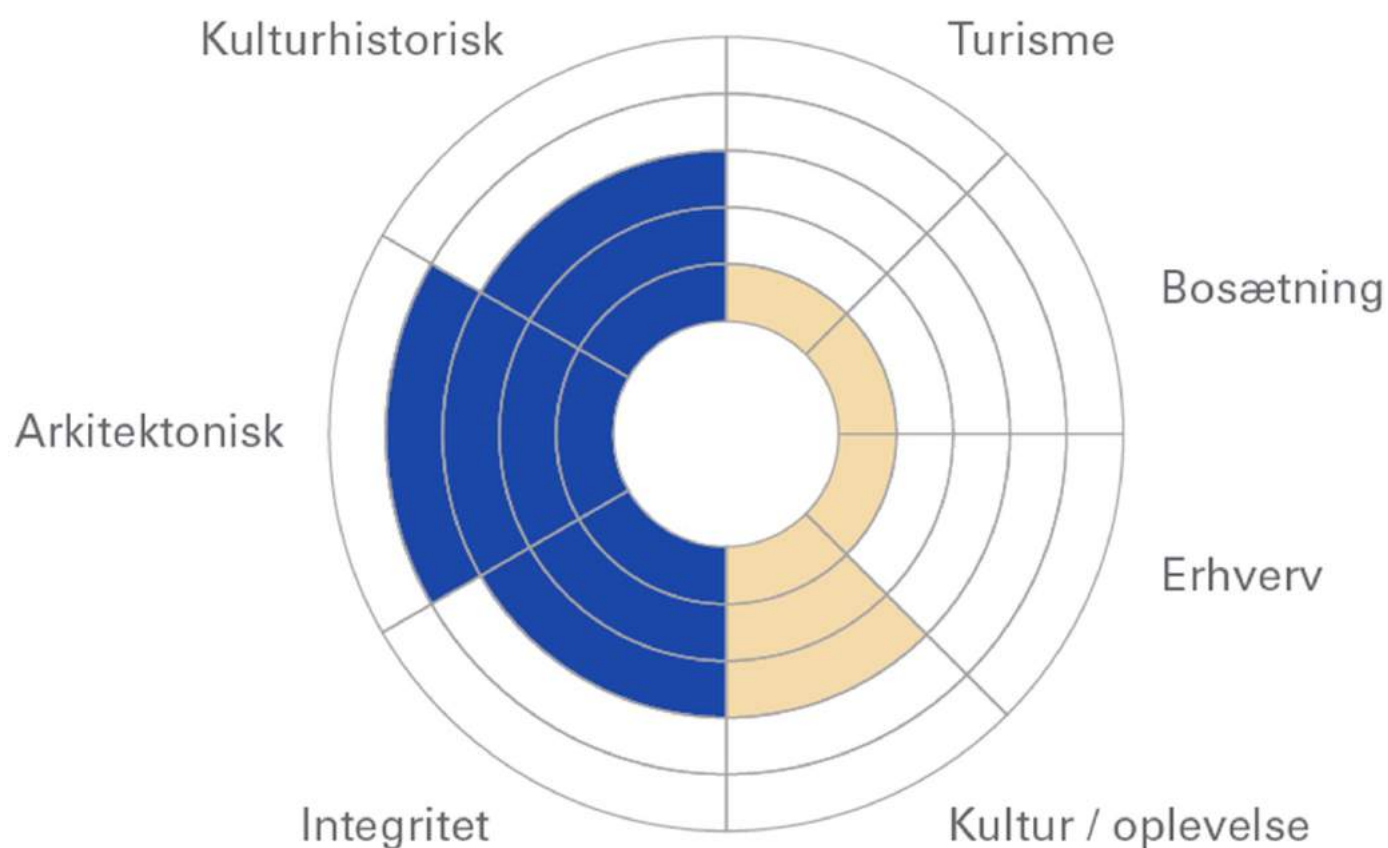 Kulturhistorisk
Turisme
Bosætning
Arkitektonisk
Erhverv
Integritet
Kultur / oplevelse